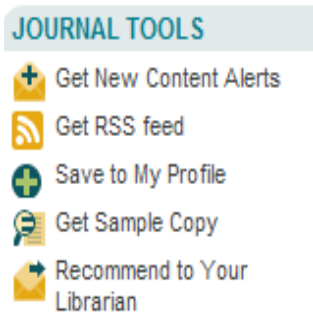 JOURNAL TOOLS
Get New Content Alerts
Get RSS feed
Save to My Profile
Get Sample Copy
Recommend to Your
Librarian